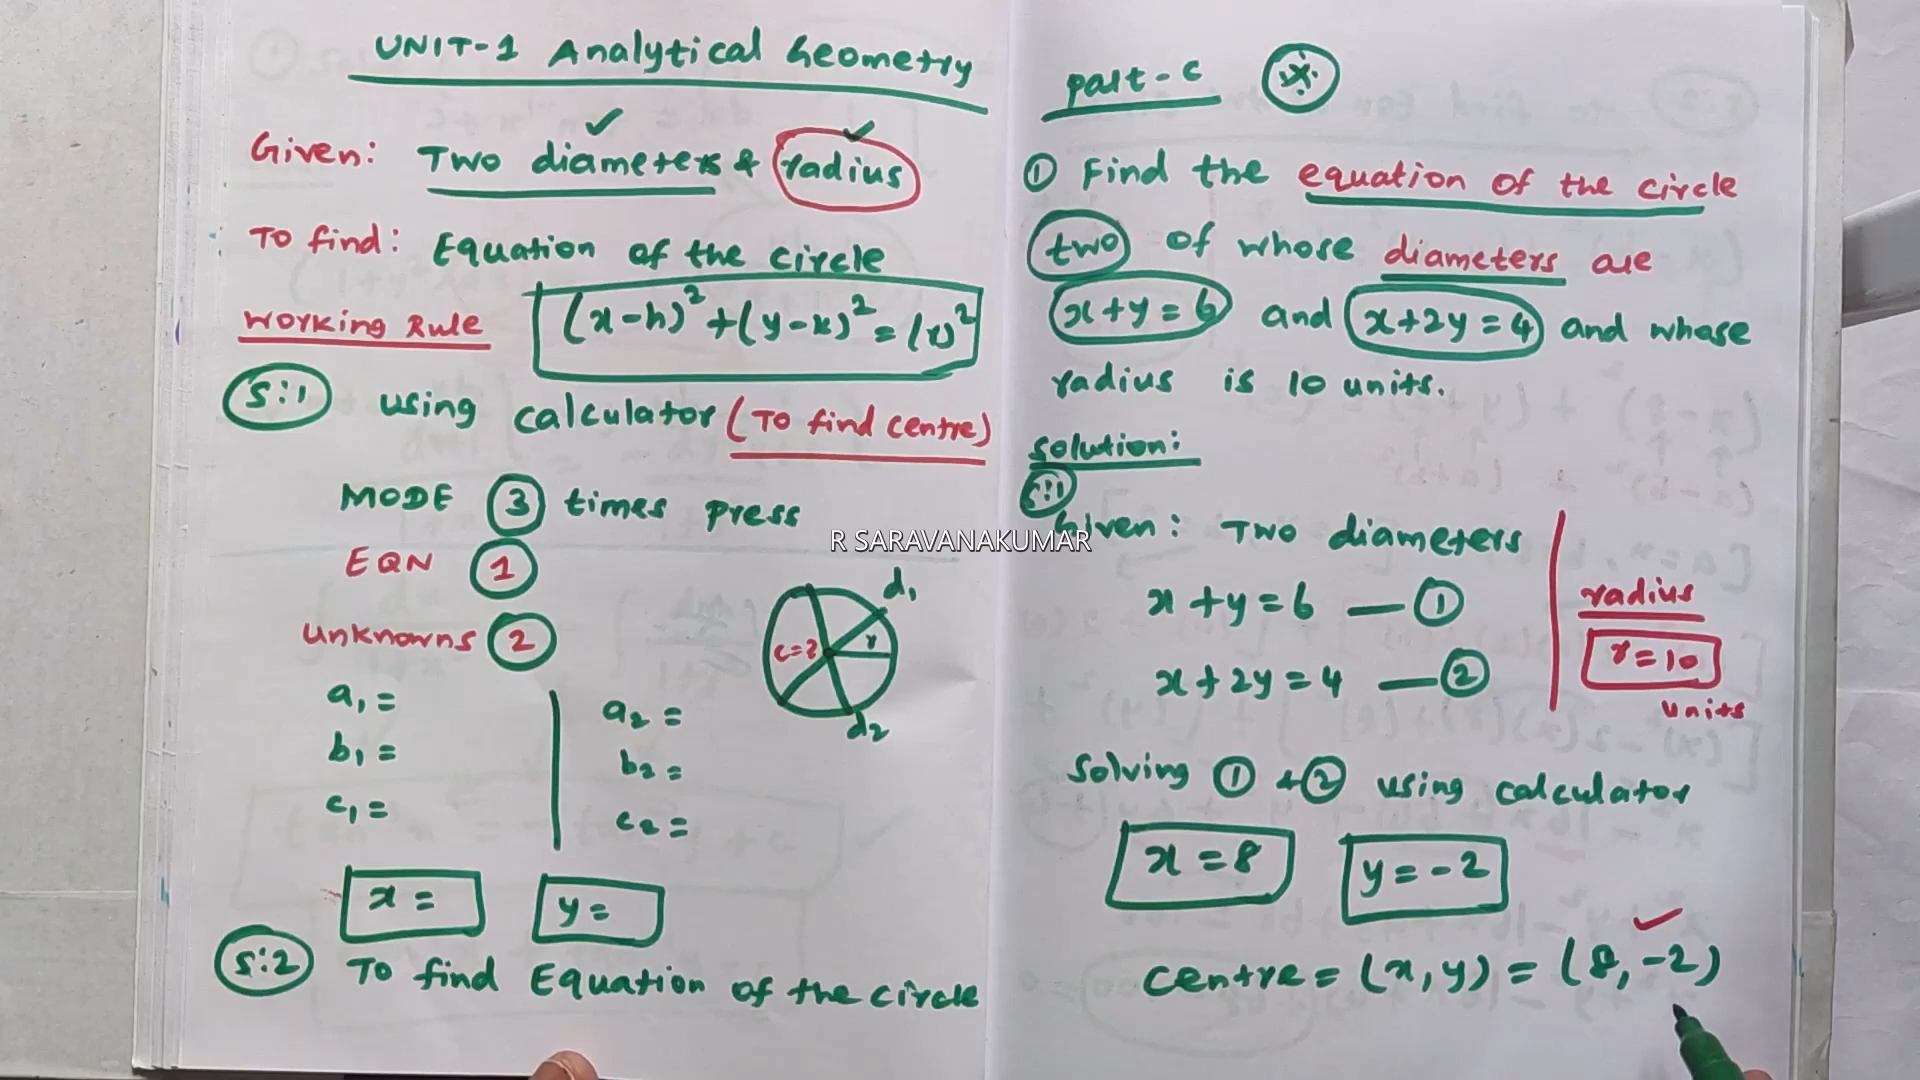 UNIT-1 Analytical Geometry
Given: Two diameters & radius
To find: Equation of the circle
Working Rule (x-h)² + (y-k)² = (r)²
S:1 using calculator (To find centre)
MODE 3 times press
EQN 1
unknowns 2
a₁ = a₂ =
b₁ = b₂ =
c₁ = c₂ =
x = y =
S:2 To find Equation of the circle
d₁
c=? r
d₂
R SARAVANAKUMAR
part-c
① Find the equation of the circle
two of whose diameters are
x+y=6 and x+2y=4 and whose
radius is 10 units.
solution:
S:1
Given: Two diameters
x+y=6 — ①
x+2y=4 — ②
radius
r=10
units
Solving ① & ② using calculator
x=8 y=-2
centre = (x,y) = (8,-2)